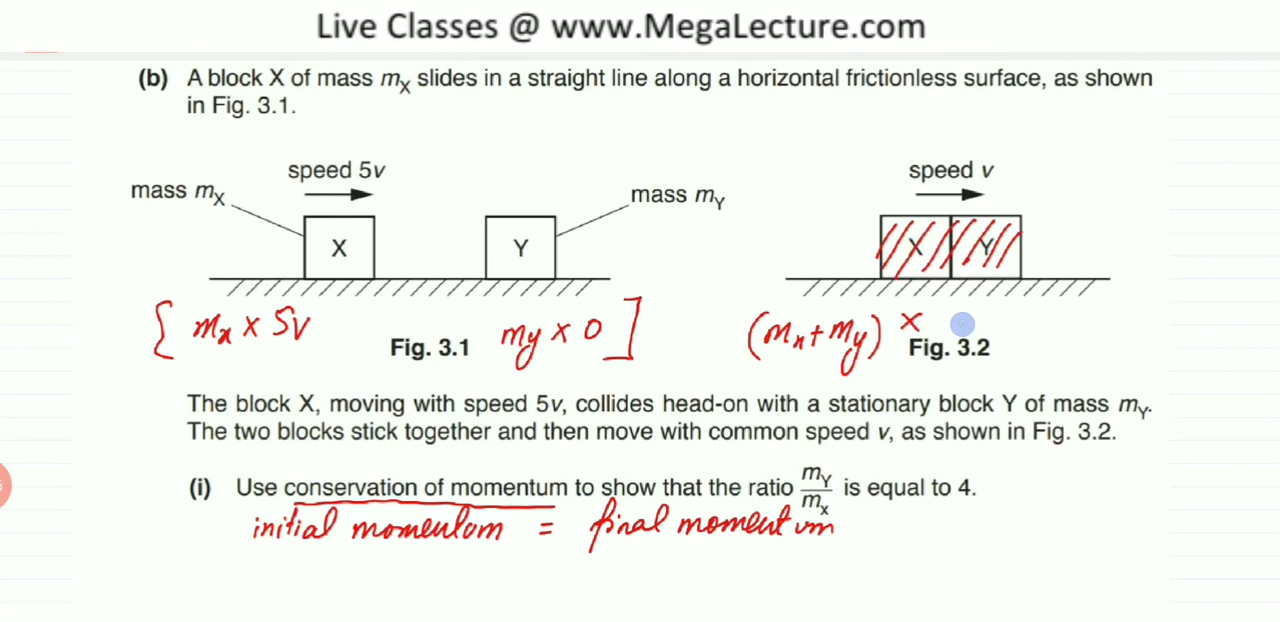 Live Classes @ www.MegaLecture.com
(b) A block X of mass mX slides in a straight line along a horizontal frictionless surface, as shown
in Fig. 3.1.
speed 5v
speed v
mass mX
mass mY
X
Y
X
Y
{ mx × 5v
my × 0 ]
(mx + my) ×
Fig. 3.1
Fig. 3.2
The block X, moving with speed 5v, collides head-on with a stationary block Y of mass mY.
The two blocks stick together and then move with common speed v, as shown in Fig. 3.2.
(i) Use conservation of momentum to show that the ratio mY/mx is equal to 4.
initial momentum = final momentum